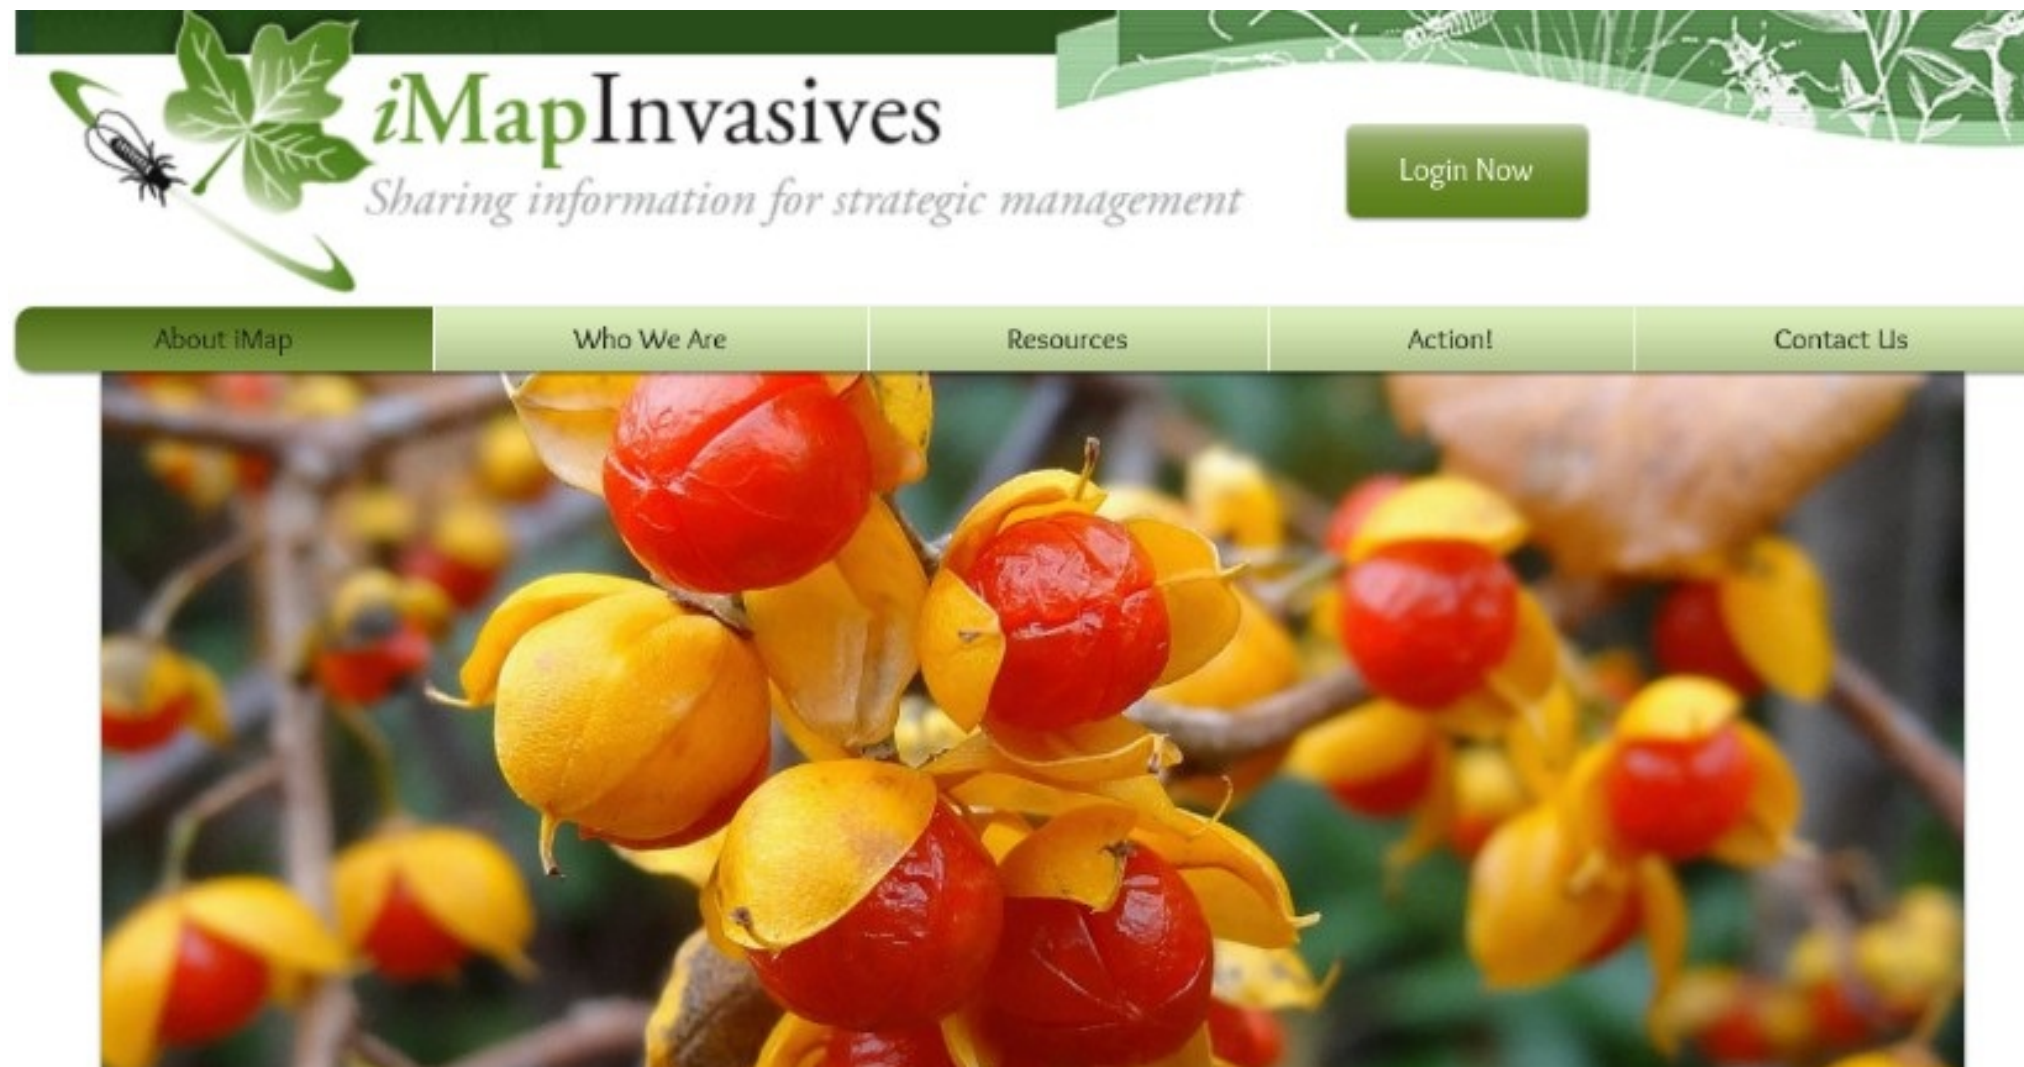 iMapInvasives
Sharing information for strategic management
Login Now
About iMap
Who We Are
Resources
Action!
Contact Us